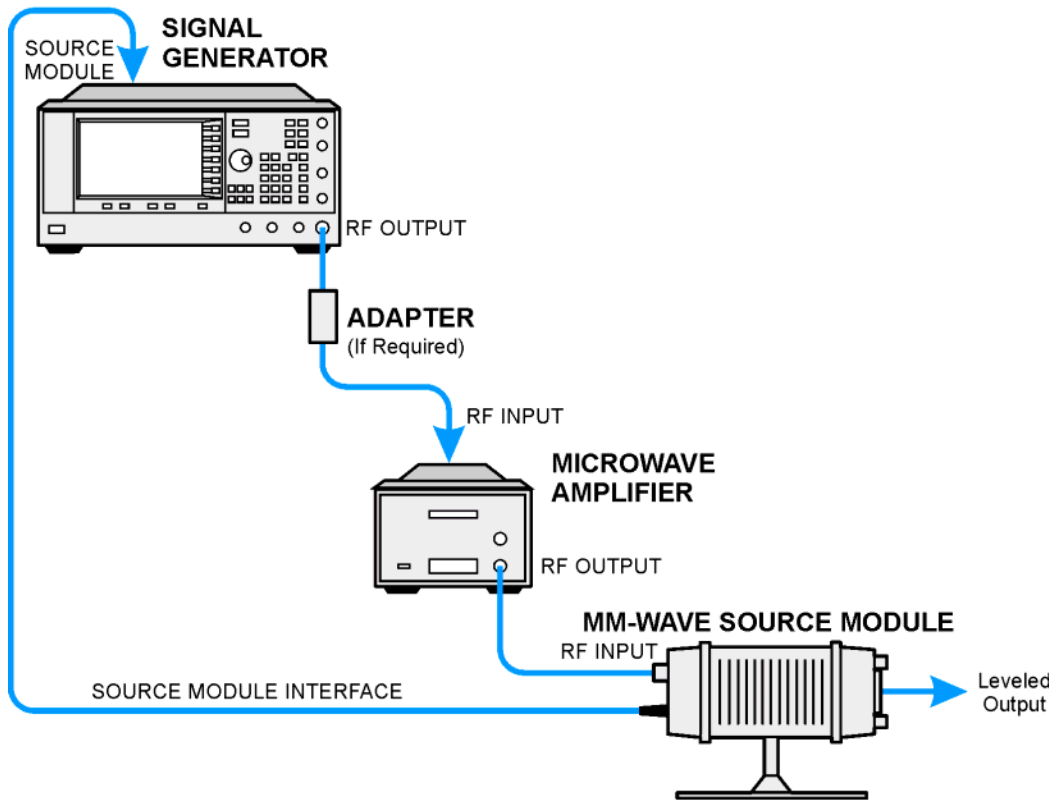 SIGNAL
GENERATOR
SOURCE
MODULE
RF OUTPUT
ADAPTER
(If Required)
RF INPUT
MICROWAVE
AMPLIFIER
RF OUTPUT
MM-WAVE SOURCE MODULE
RF INPUT
SOURCE MODULE INTERFACE
Leveled
Output